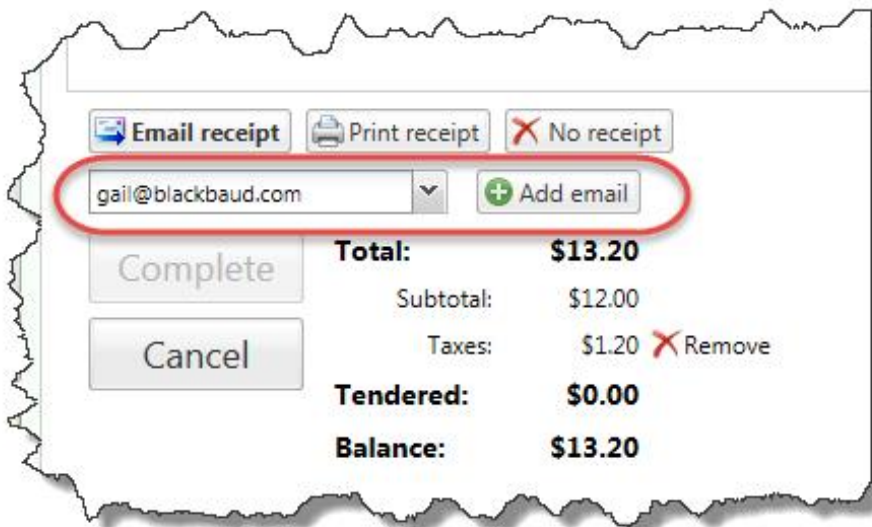 Email receipt Print receipt No receipt
gail@blackbaud.com Add email
Complete
Cancel
Total: $13.20
Subtotal: $12.00
Taxes: $1.20 Remove
Tendered: $0.00
Balance: $13.20